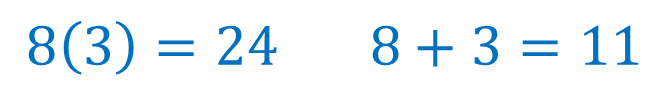 8(3) = 24 8 + 3 = 11